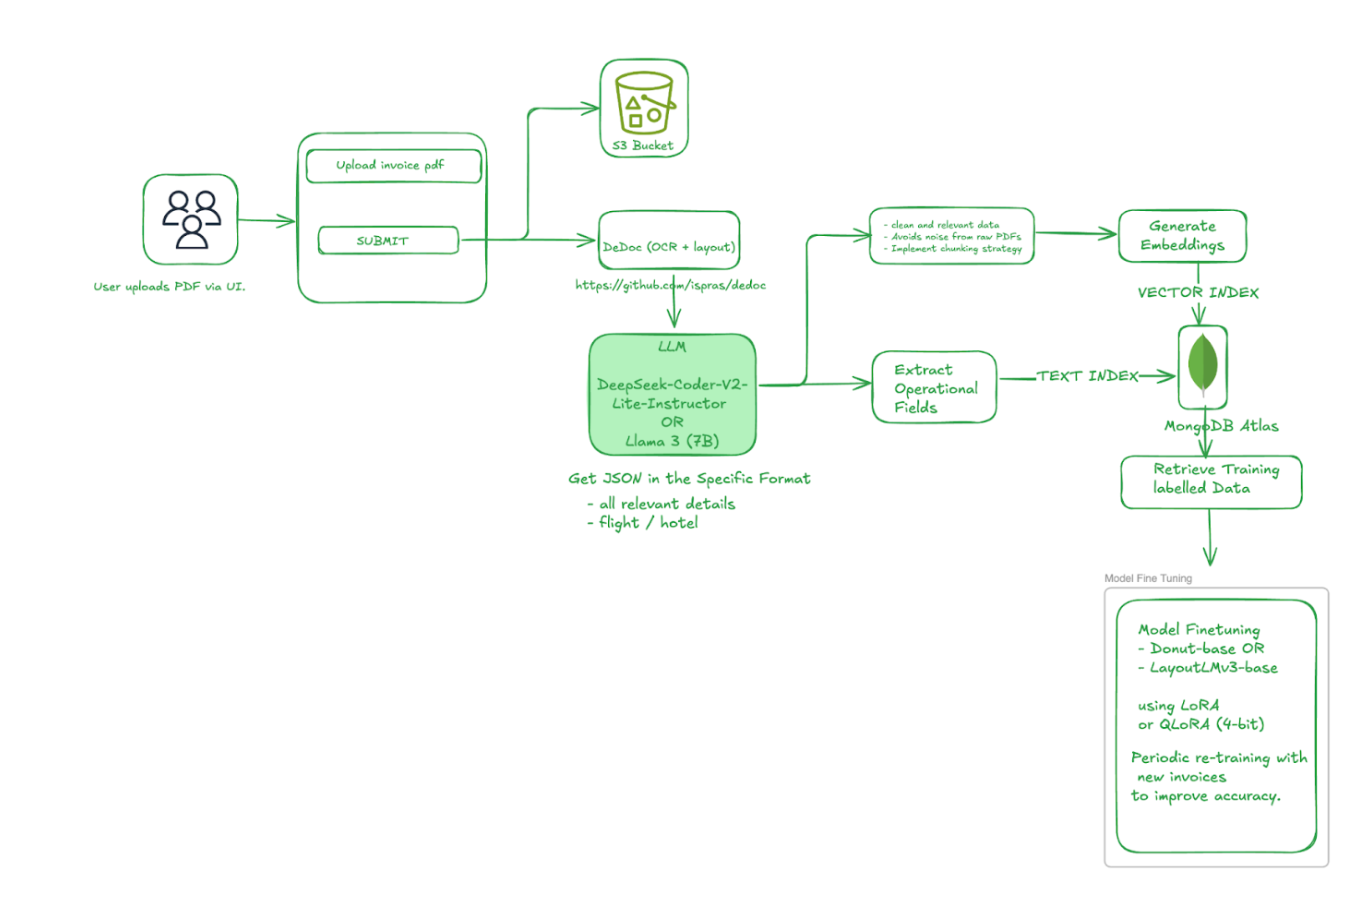 User uploads PDF via UI.
Upload invoice pdf
SUBMIT
S3 Bucket
DeDoc (OCR + layout)
https://github.com/ispras/dedoc
LLM
DeepSeek-Coder-V2-
Lite-Instructor
OR
Llama 3 (7B)
Get JSON in the Specific Format
- all relevant details
- flight / hotel
- clean and relevant data
- Avoids noise from raw PDFs
- Implement chunking strategy
Generate
Embeddings
VECTOR INDEX
Extract
Operational
Fields
TEXT INDEX
MongoDB Atlas
Retrieve Training
labelled Data
Model Fine Tuning
Model Finetuning
- Donut-base OR
- LayoutLMv3-base
using LoRA
or QLoRA (4-bit)
Periodic re-training with
new invoices
to improve accuracy.